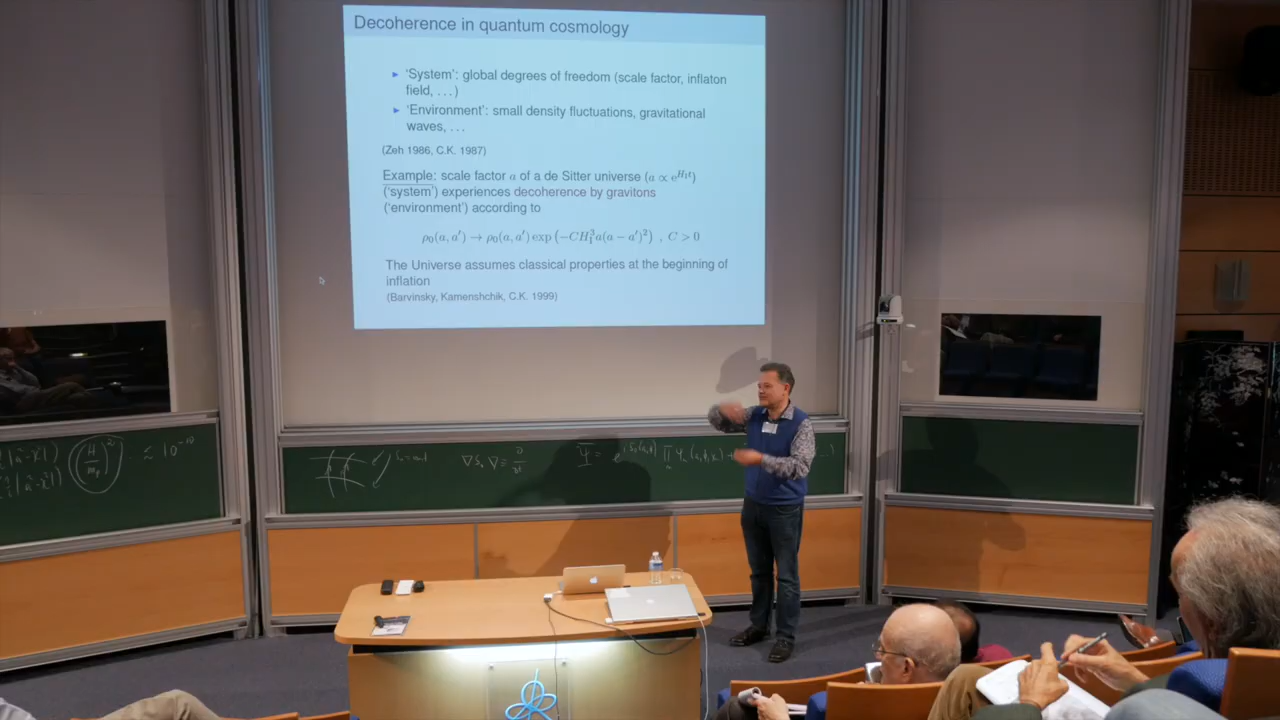 Decoherence in quantum cosmology
► ‘System’: global degrees of freedom (scale factor, inflaton
field, . . . )
► ‘Environment’: small density fluctuations, gravitational
waves, . . .
(Zeh 1986, C.K. 1987)
Example: scale factor a of a de Sitter universe (a ∝ e^{H_I t})
(‘system’) experiences decoherence by gravitons
(‘environment’) according to
ρ₀(a, a′) → ρ₀(a, a′) exp (−CH_I³a(a − a′)²) , C > 0
The Universe assumes classical properties at the beginning of
inflation
(Barvinsky, Kamenshchik, C.K. 1999)